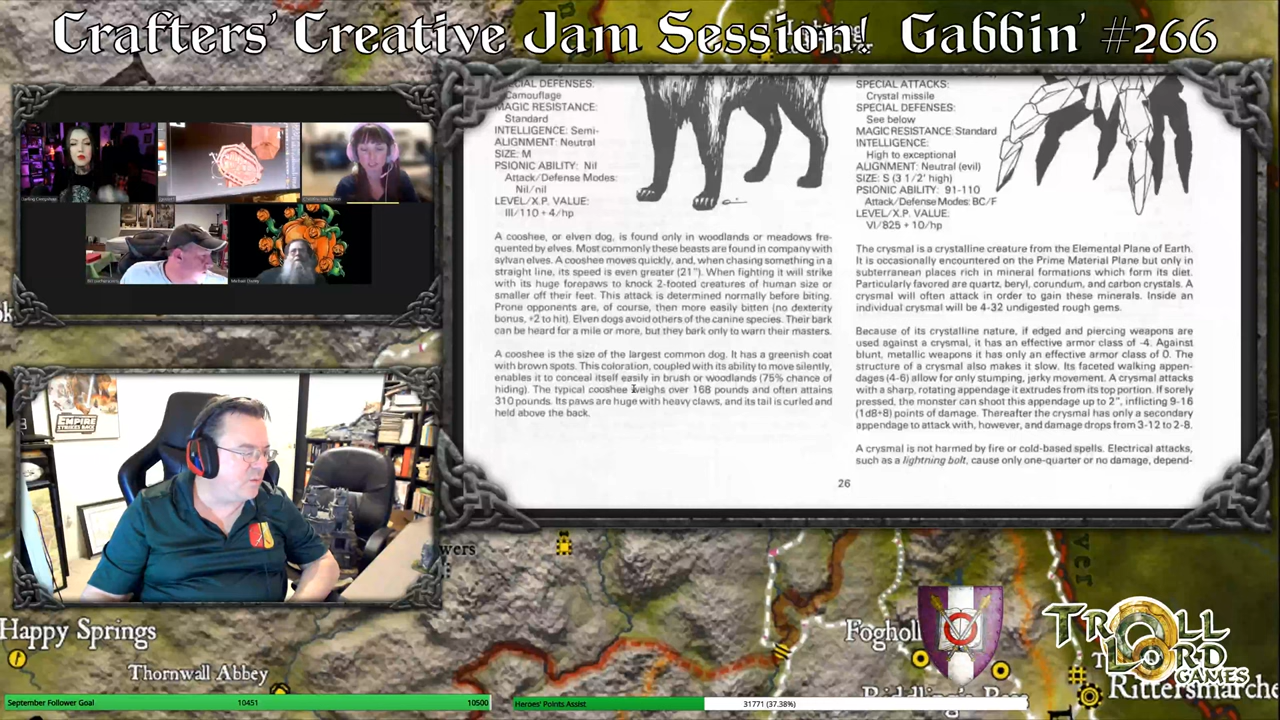 Crafters' Creative Jam Session! Gabbin' #266
CIAL DEFENSES:
Camouflage
MAGIC RESISTANCE:
Standard
INTELLIGENCE: Semi-
ALIGNMENT: Neutral
SIZE: M
PSIONIC ABILITY: Nil
Attack/Defense Modes:
Nil/nil
LEVEL/X.P. VALUE:
III/110 + 4/hp
A cooshee, or elven dog, is found only in woodlands or meadows fre-
quented by elves. Most commonly these beasts are found in company with
sylvan elves. A cooshee moves quickly, and, when chasing something in a
straight line, its speed is even greater (21"). When fighting it will strike
with its huge forepaws to knock 2-footed creatures of human size or
smaller off their feet. This attack is determined normally before biting.
Prone opponents are, of course, then more easily bitten (no dexterity
bonus, +2 to hit). Elven dogs avoid others of the canine species. Their bark
can be heard for a mile or more, but they bark only to warn their masters.
A cooshee is the size of the largest common dog. It has a greenish coat
with brown spots. This coloration, coupled with its ability to move silently,
enables it to conceal itself easily in brush or woodlands (75% chance of
hiding). The typical cooshee weighs over 168 pounds and often attains
310 pounds. Its paws are huge with heavy claws, and its tail is curled and
held above the back.
SPECIAL ATTACKS:
Crystal missile
SPECIAL DEFENSES:
See below
MAGIC RESISTANCE: Standard
INTELLIGENCE:
High to exceptional
ALIGNMENT: Neutral (evil)
SIZE: S (3 1/2' high)
PSIONIC ABILITY: 91-110
Attack/Defense Modes: BC/F
LEVEL/X.P. VALUE:
VI/825 + 10/hp
The crysmal is a crystalline creature from the Elemental Plane of Earth.
It is occasionally encountered on the Prime Material Plane but only in
subterranean places rich in mineral formations which form its diet.
Particularly favored are quartz, beryl, corundum, and carbon crystals. A
crysmal will often attack in order to gain these minerals. Inside an
individual crysmal will be 4-32 undigested rough gems.
Because of its crystalline nature, if edged and piercing weapons are
used against a crysmal, it has an effective armor class of -4. Against
blunt, metallic weapons it has only an effective armor class of 0. The
structure of a crysmal also makes it slow. Its faceted walking appen-
dages (4-6) allow for only stumping, jerky movement. A crysmal attacks
with a sharp, rotating appendage it extrudes from its top portion. If sorely
pressed, the monster can shoot this appendage up to 2", inflicting 9-16
(1d8+8) points of damage. Thereafter the crysmal has only a secondary
appendage to attack with, however, and damage drops from 3-12 to 2-8.
A crysmal is not harmed by fire or cold-based spells. Electrical attacks,
such as a lightning bolt, cause only one-quarter or no damage, depend-
26
EMPIRE
STRIKES BACK
wers
Happy Springs
Thornwall Abbey
Foghol
Rittersmarche
TROLL
LORD
GAMES
September Follower Goal 10451 10500
Heroes' Points Assist 31771 (37.38%)